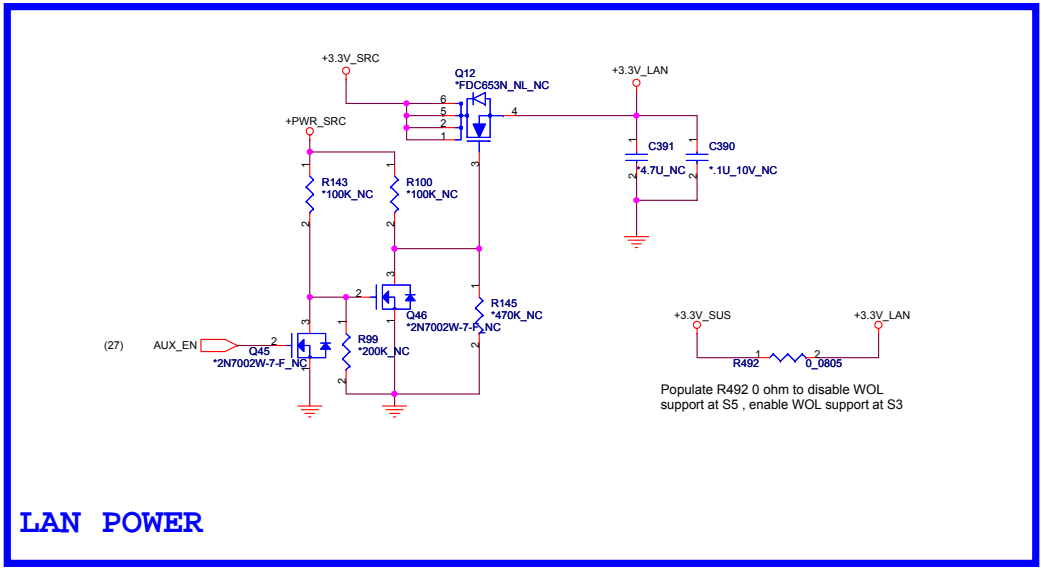 +3.3V_SRC
Q12
*FDC653N_NL_NC
+3.3V_LAN
6
5
2
1
4
3
+PWR_SRC
1
R143
*100K_NC
2
1
R100
*100K_NC
2
1
C391
*4.7U_NC
2
1
C390
*.1U_10V_NC
2
3
2
1
Q46
*2N7002W-7-F_NC
1
R145
*470K_NC
2
(27)
AUX_EN
3
2
1
Q45
*2N7002W-7-F_NC
1
R99
*200K_NC
2
+3.3V_SUS
+3.3V_LAN
1
2
R492
0_0805
Populate R492 0 ohm to disable WOL
support at S5 , enable WOL support at S3
LAN POWER